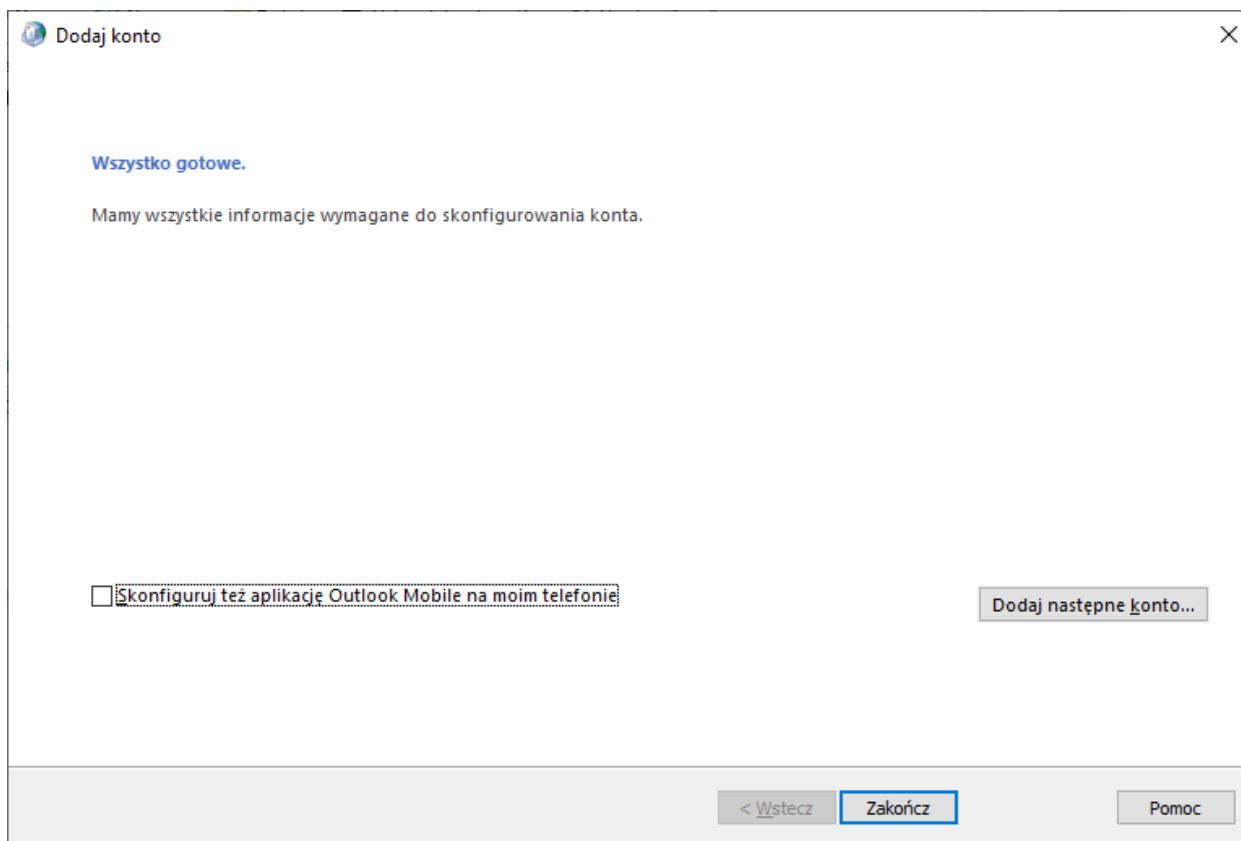 Dodaj konto
Wszystko gotowe.
Mamy wszystkie informacje wymagane do skonfigurowania konta.
Skonfiguruj też aplikację Outlook Mobile na moim telefonie
Dodaj następne konto...
< Wstecz
Zakończ
Pomoc